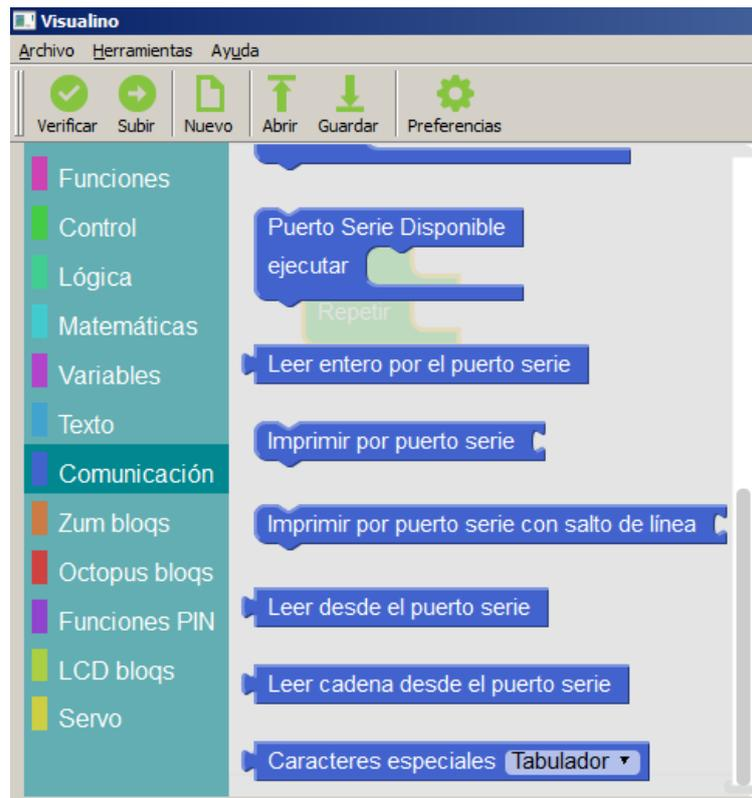 Visualino
Archivo Herramientas Ayuda
Verificar Subir Nuevo Abrir Guardar Preferencias
Funciones
Control
Lógica
Matemáticas
Variables
Texto
Comunicación
Zum bloqs
Octopus bloqs
Funciones PIN
LCD bloqs
Servo
Puerto Serie Disponible
ejecutar
Repetir
Leer entero por el puerto serie
Imprimir por puerto serie
Imprimir por puerto serie con salto de línea
Leer desde el puerto serie
Leer cadena desde el puerto serie
Caracteres especiales Tabulador